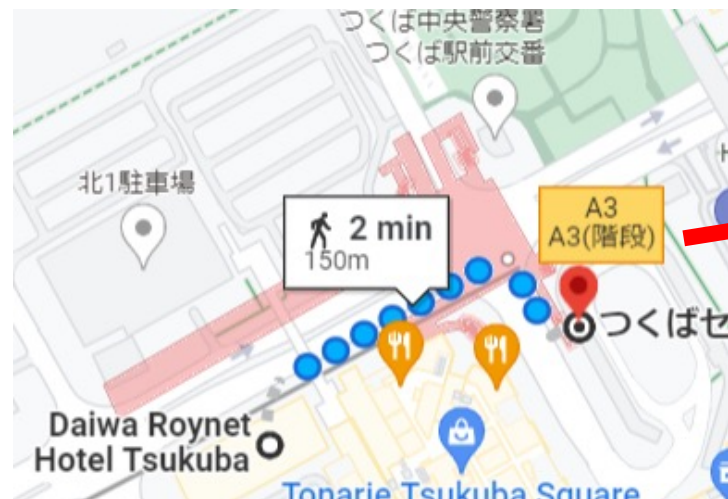 つくば中央警察署
つくば駅前交番
北1駐車場
2 min
150m
A3
A3(階段)
つくばセ
Daiwa Roynet
Hotel Tsukuba
Tonarie Tsukuba Square